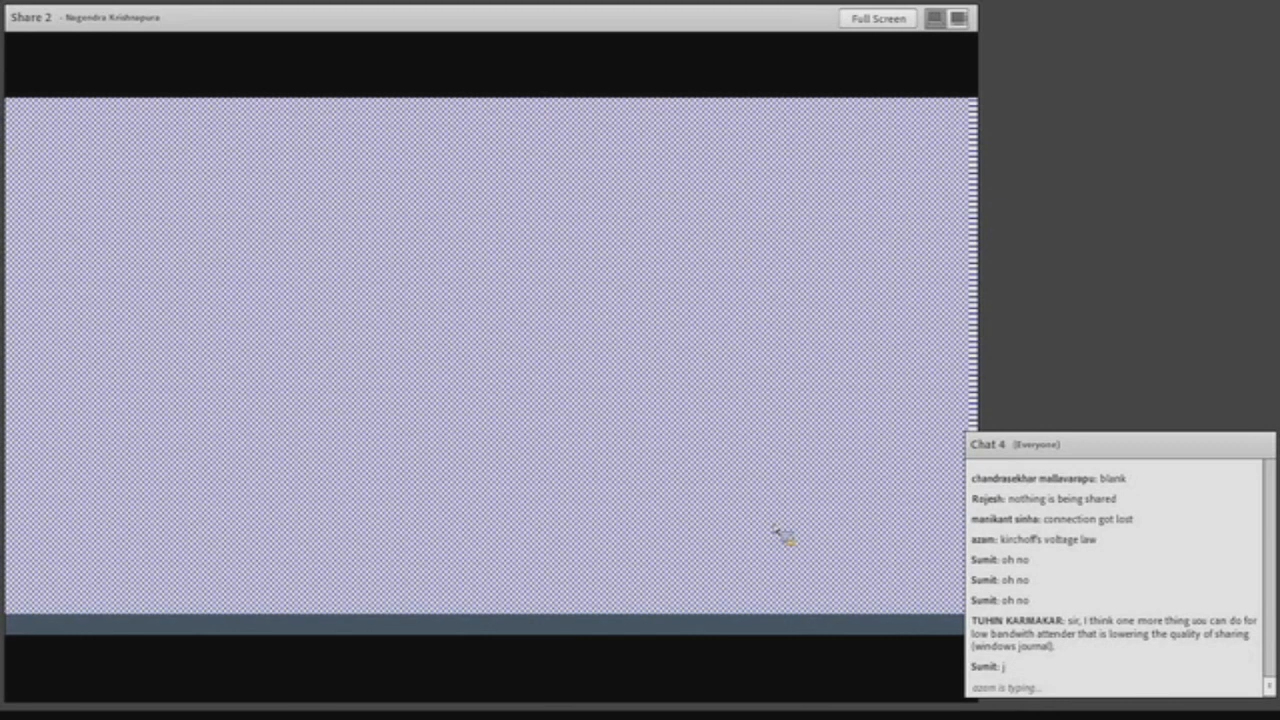 Share 2 - Nagendra Krishnapura
Full Screen
Chat 4 (Everyone)
chandrasekhar mallavarapu: blank
Rajesh: nothing is being shared
manikant sinha: connection got lost
azam: kirchoff's voltage law
Sumit: oh no
Sumit: oh no
Sumit: oh no
TUHIN KARMAKAR: sir, I think one more thing uou can do for
low bandwith attender that is lowering the quality of sharing
(windows journal).
Sumit: j
azam is typing...